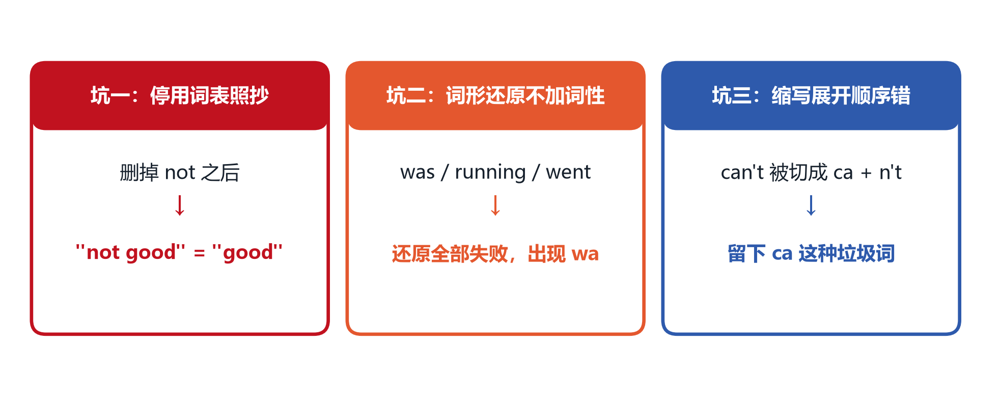 坑一：停用词表照抄
删掉 not 之后
↓
"not good" = "good"
坑二：词形还原不加词性
was / running / went
↓
还原全部失败，出现 wa
坑三：缩写展开顺序错
can't 被切成 ca + n't
↓
留下 ca 这种垃圾词